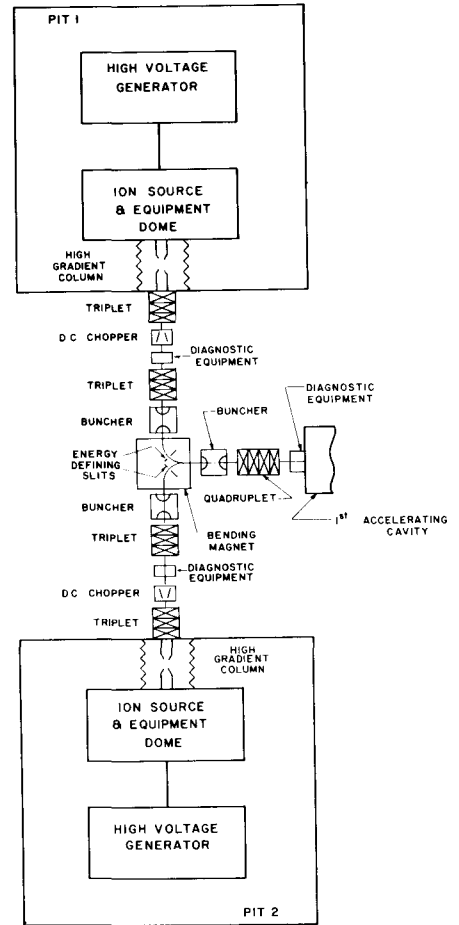 PIT 1
HIGH VOLTAGE
GENERATOR
ION SOURCE
& EQUIPMENT
DOME
HIGH
GRADIENT
COLUMN
TRIPLET
DC CHOPPER
DIAGNOSTIC
EQUIPMENT
TRIPLET
BUNCHER
BUNCHER
DIAGNOSTIC
EQUIPMENT
ENERGY
DEFINING
SLITS
QUADRUPLET
1st ACCELERATING
CAVITY
BUNCHER
BENDING
MAGNET
TRIPLET
DIAGNOSTIC
EQUIPMENT
DC CHOPPER
TRIPLET
HIGH
GRADIENT
COLUMN
ION SOURCE
& EQUIPMENT
DOME
HIGH VOLTAGE
GENERATOR
PIT 2